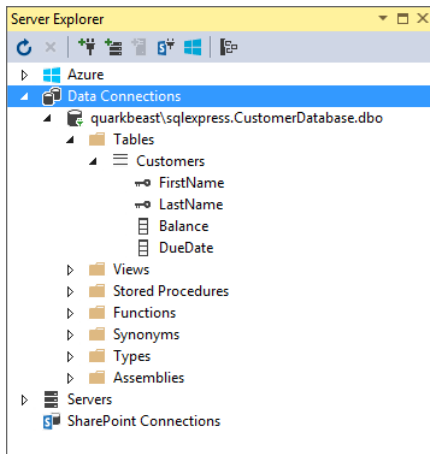 Server Explorer
Azure
Data Connections
quarkbeast\sqlexpress.CustomerDatabase.dbo
Tables
Customers
FirstName
LastName
Balance
DueDate
Views
Stored Procedures
Functions
Synonyms
Types
Assemblies
Servers
SharePoint Connections